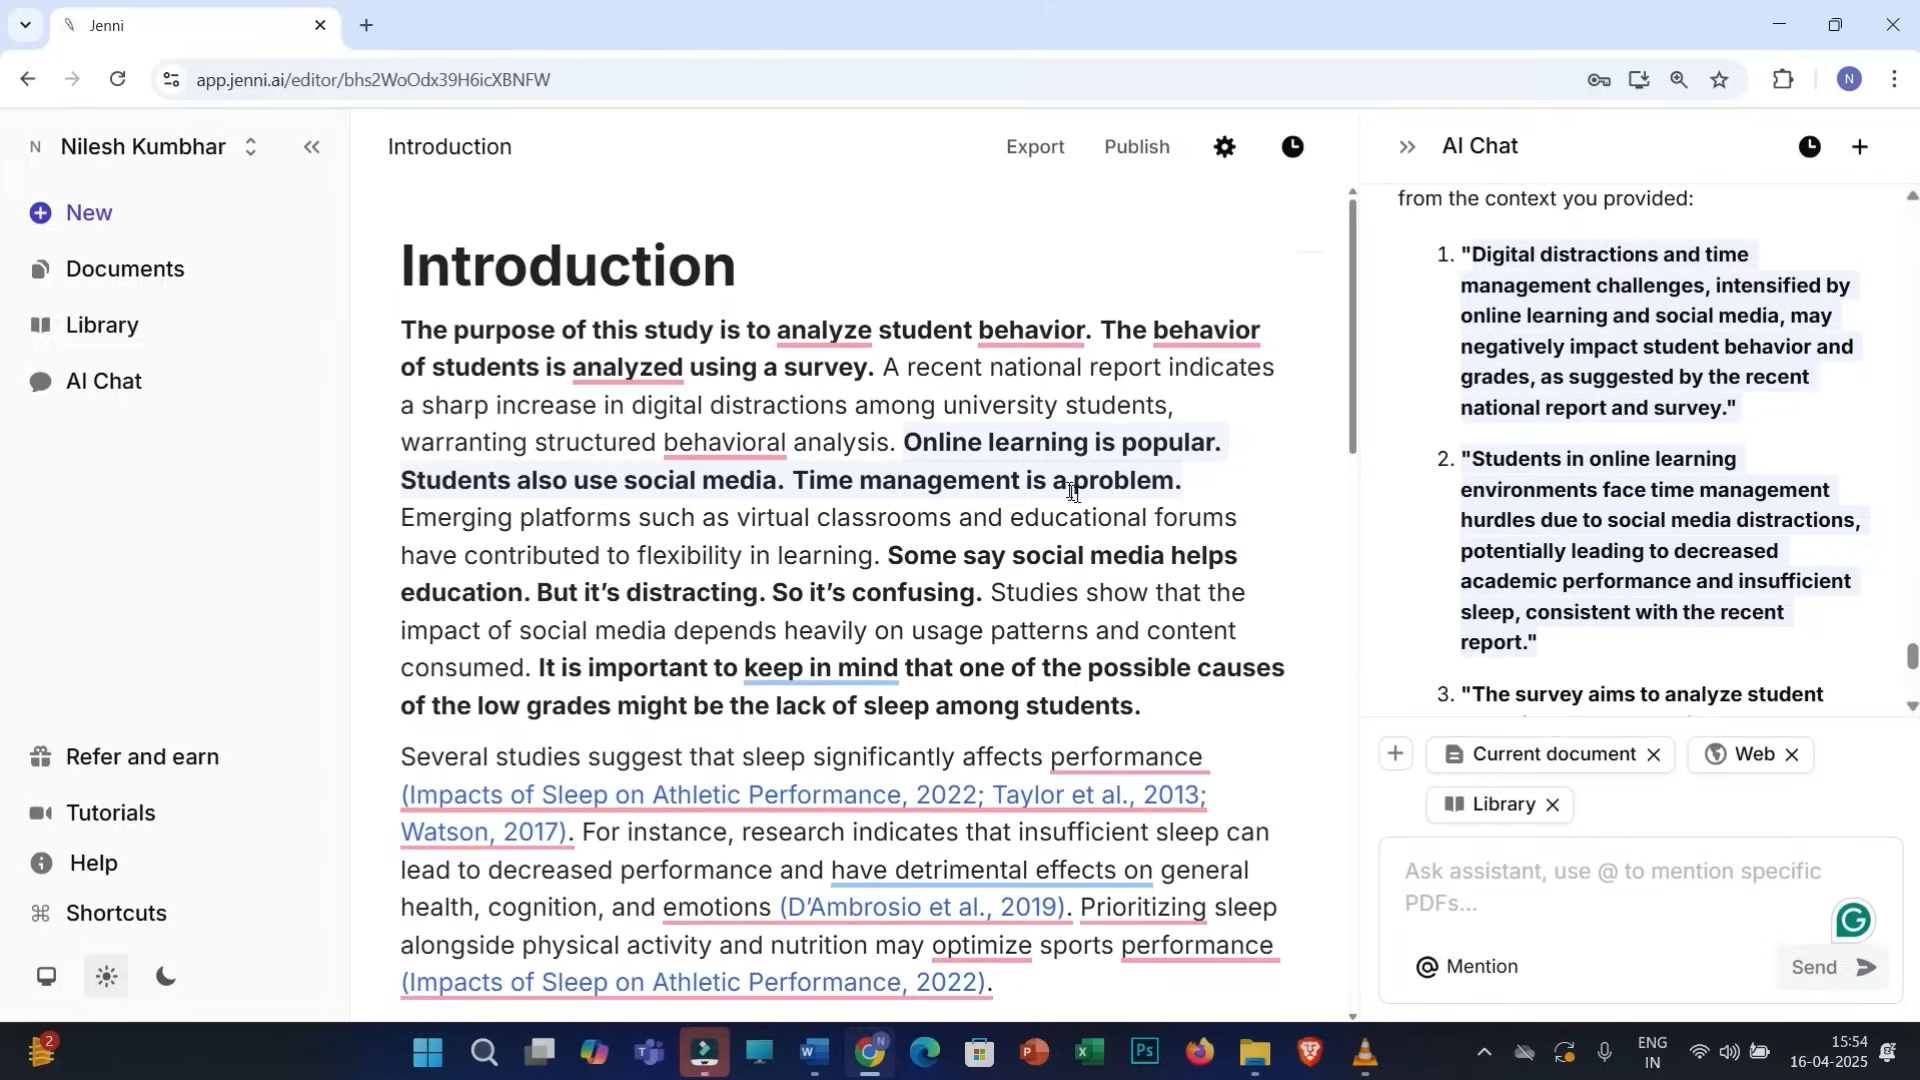 Jenni
app.jenni.ai/editor/bhs2WoOdx39H6icXBNFW
N
N
Nilesh Kumbhar
New
Documents
Library
AI Chat
Refer and earn
Tutorials
Help
Shortcuts
Introduction
Export
Publish
Introduction
The purpose of this study is to analyze student behavior. The behavior
of students is analyzed using a survey. A recent national report indicates
a sharp increase in digital distractions among university students,
warranting structured behavioral analysis. Online learning is popular.
Students also use social media. Time management is a problem.
Emerging platforms such as virtual classrooms and educational forums
have contributed to flexibility in learning. Some say social media helps
education. But it’s distracting. So it’s confusing. Studies show that the
impact of social media depends heavily on usage patterns and content
consumed. It is important to keep in mind that one of the possible causes
of the low grades might be the lack of sleep among students.
Several studies suggest that sleep significantly affects performance
(Impacts of Sleep on Athletic Performance, 2022; Taylor et al., 2013;
Watson, 2017). For instance, research indicates that insufficient sleep can
lead to decreased performance and have detrimental effects on general
health, cognition, and emotions (D’Ambrosio et al., 2019). Prioritizing sleep
alongside physical activity and nutrition may optimize sports performance
(Impacts of Sleep on Athletic Performance, 2022).
AI Chat
from the context you provided:
1. "Digital distractions and time
management challenges, intensified by
online learning and social media, may
negatively impact student behavior and
grades, as suggested by the recent
national report and survey."
2. "Students in online learning
environments face time management
hurdles due to social media distractions,
potentially leading to decreased
academic performance and insufficient
sleep, consistent with the recent
report."
3. "The survey aims to analyze student
Current document
Web
Library
Ask assistant, use @ to mention specific
PDFs...
G
@ Mention
Send
2
N
W
P
X
Ps
ENG
IN
15:54
16-04-2025